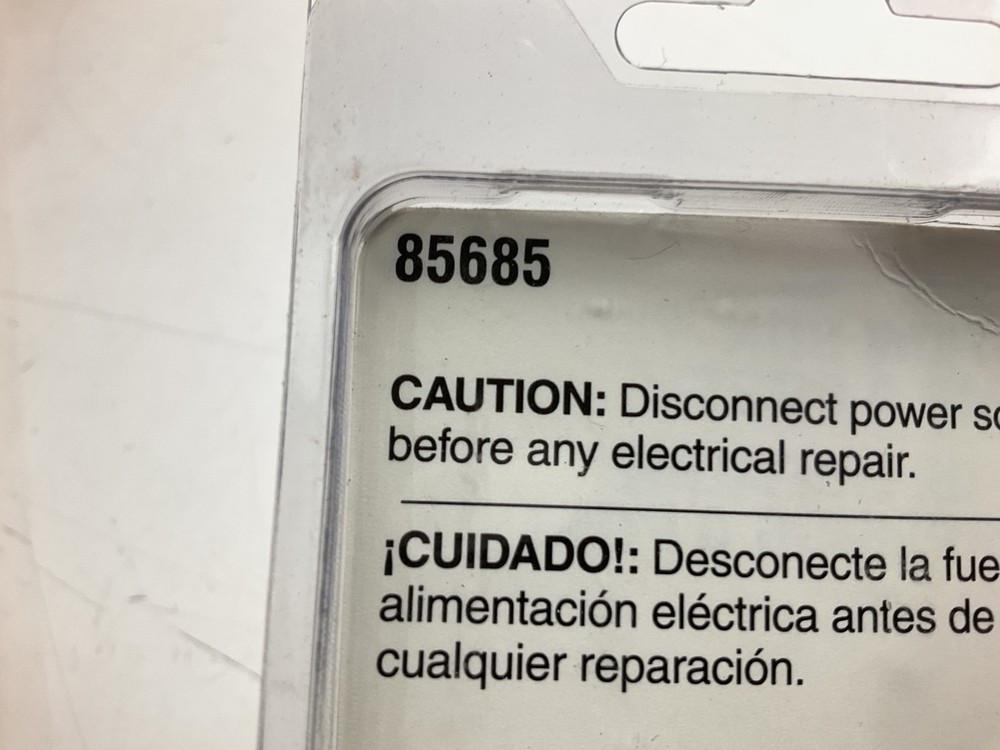 85685
CAUTION: Disconnect power
before any electrical repair.
¡CUIDADO!: Desconecte la
alimentación eléctrica antes de
cualquier reparación.